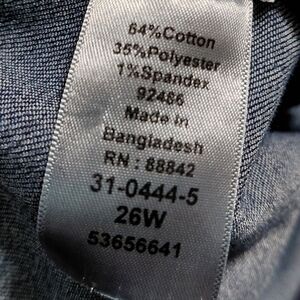 64%Cotton
35%Polyester
1%Spandex
92486
Made in
Bangladesh
RN : 88842
31-0444-5
26W
53656641